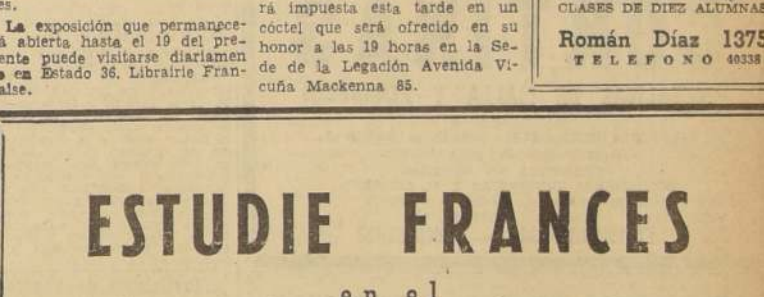 es.
La exposición que permanece-
á abierta hasta el 19 del pre-
ente puede visitarse diariamen
o en Estado 36, Librairie Fran-
aise.
rá impuesta esta tarde en un
cóctel que será ofrecido en su
honor a las 19 horas en la Se-
de de la Legación Avenida Vi-
cuña Mackenna 85.
CLASES DE DIEZ ALUMNAS
Román Díaz 1375
TELEFONO 40338
ESTUDIE FRANCES
en el